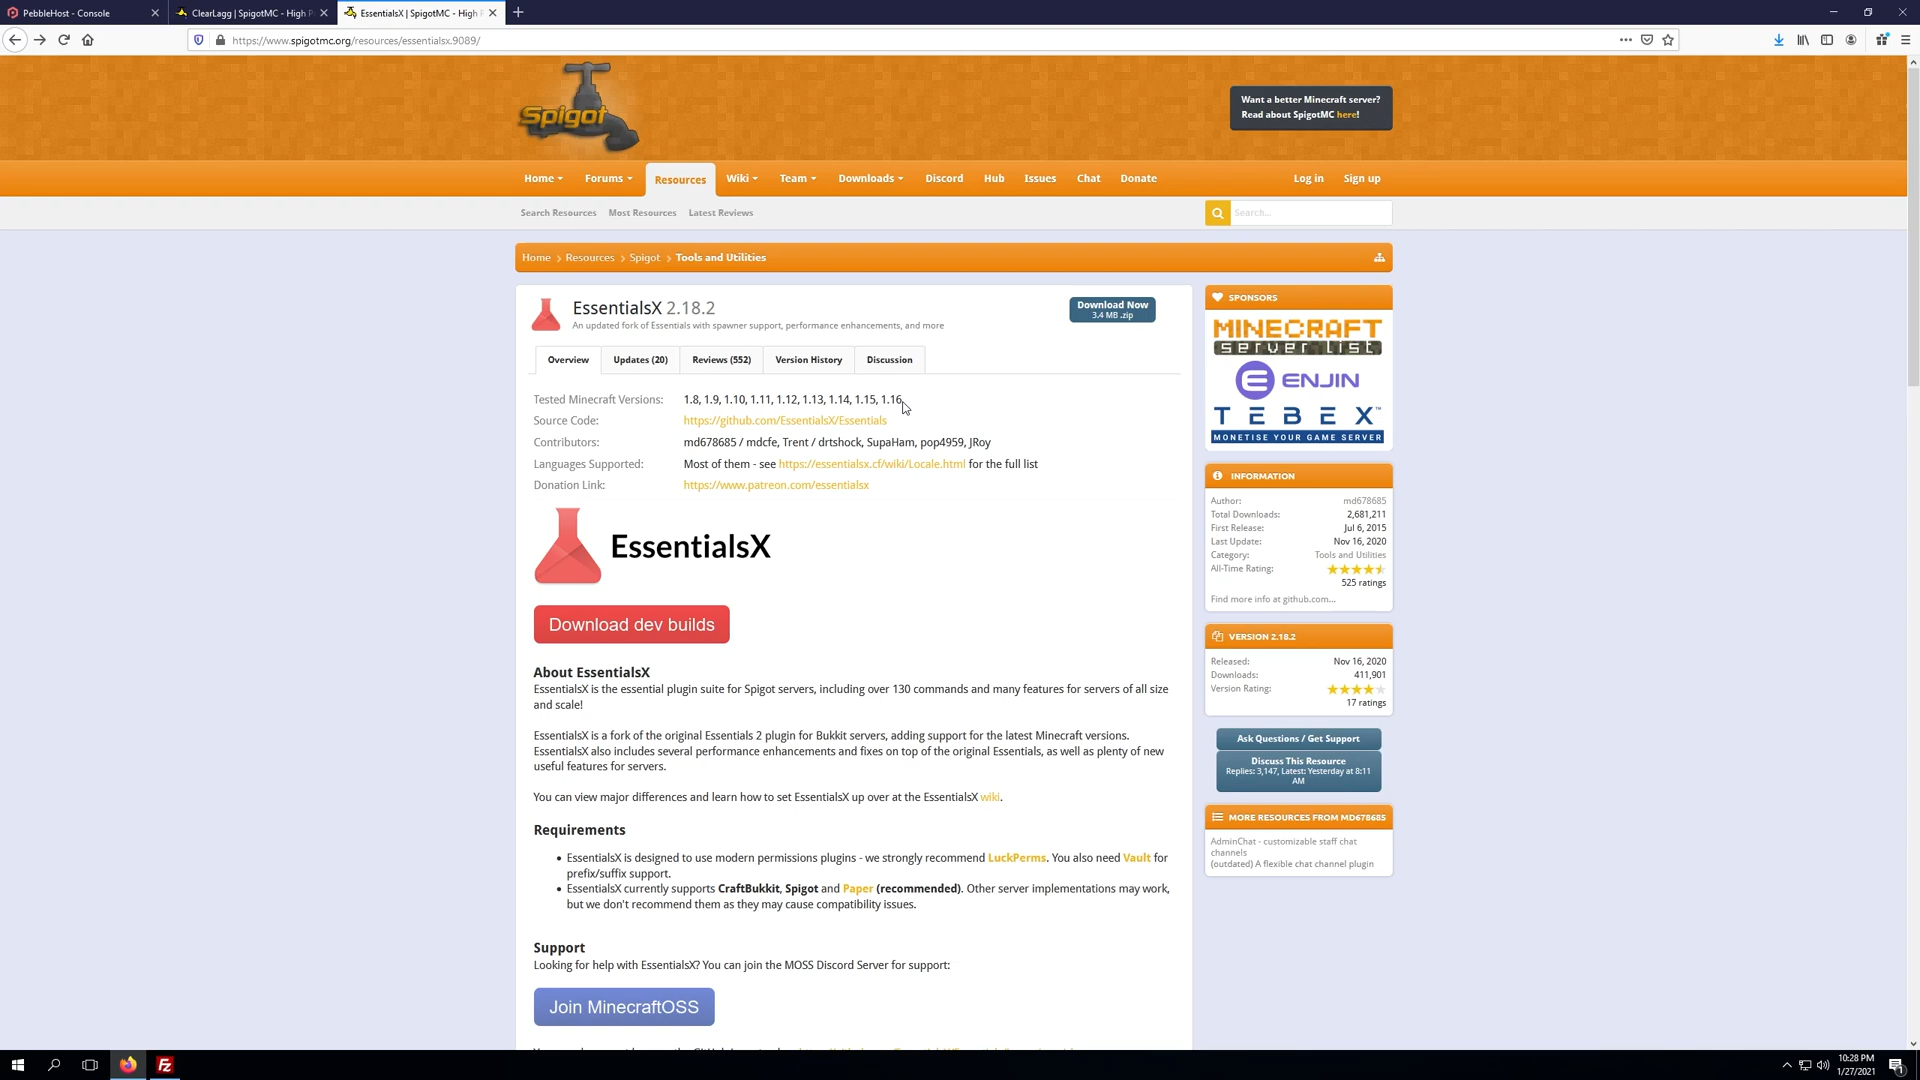 PebbleHost - Console
ClearLagg | SpigotMC - High P
EssentialsX | SpigotMC - High
https://www.spigotmc.org/resources/essentialsx.9089/
Spigot
Want a better Minecraft server?
Read about SpigotMC here!
Home Forums Resources Wiki Team Downloads Discord Hub Issues Chat Donate Log in Sign up
Search Resources Most Resources Latest Reviews Search...
Home Resources Spigot Tools and Utilities
EssentialsX 2.18.2
An updated fork of Essentials with spawner support, performance enhancements, and more
Download Now
3.4 MB .zip
Overview Updates (20) Reviews (552) Version History Discussion
Tested Minecraft Versions: 1.8, 1.9, 1.10, 1.11, 1.12, 1.13, 1.14, 1.15, 1.16
Source Code: https://github.com/EssentialsX/Essentials
Contributors: md678685 / mdcfe, Trent / drtshock, SupaHam, pop4959, JRoy
Languages Supported: Most of them - see https://essentialsx.cf/wiki/Locale.html for the full list
Donation Link: https://www.patreon.com/essentialsx
EssentialsX
Download dev builds
About EssentialsX
EssentialsX is the essential plugin suite for Spigot servers, including over 130 commands and many features for servers of all size
and scale!
EssentialsX is a fork of the original Essentials 2 plugin for Bukkit servers, adding support for the latest Minecraft versions.
EssentialsX also includes several performance enhancements and fixes on top of the original Essentials, as well as plenty of new
useful features for servers.
You can view major differences and learn how to set EssentialsX up over at the EssentialsX wiki.
Requirements
• EssentialsX is designed to use modern permissions plugins - we strongly recommend LuckPerms. You also need Vault for
prefix/suffix support.
• EssentialsX currently supports CraftBukkit, Spigot and Paper (recommended). Other server implementations may work,
but we don't recommend them as they may cause compatibility issues.
Support
Looking for help with EssentialsX? You can join the MOSS Discord Server for support:
Join MinecraftOSS
SPONSORS
MINECRAFT
SERVER LIST
ENJIN
TEBEX
MONETISE YOUR GAME SERVER
INFORMATION
Author: md678685
Total Downloads: 2,681,211
First Release: Jul 6, 2015
Last Update: Nov 16, 2020
Category: Tools and Utilities
All-Time Rating:
525 ratings
Find more info at github.com...
VERSION 2.18.2
Released: Nov 16, 2020
Downloads: 411,901
Version Rating:
17 ratings
Ask Questions / Get Support
Discuss This Resource
Replies: 3,147, Latest: Yesterday at 8:11
AM
MORE RESOURCES FROM MD678685
AdminChat - customizable staff chat
channels
(outdated) A flexible chat channel plugin
10:28 PM
1/27/2021